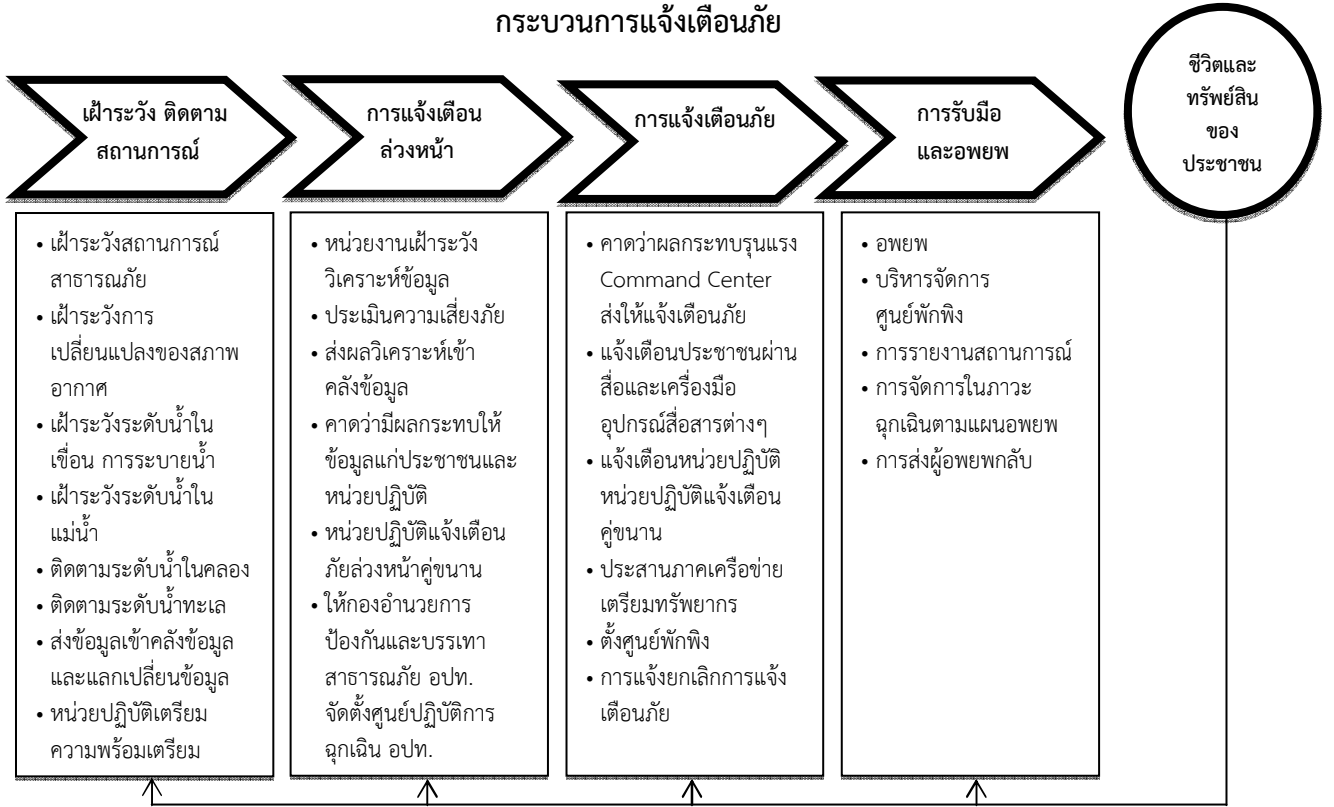 กระบวนการแจ้งเตือนภัย
เฝ้าระวัง ติดตาม
สถานการณ์
การแจ้งเตือน
ล่วงหน้า
การแจ้งเตือนภัย
การรับมือ
และอพยพ
ชีวิตและ
ทรัพย์สิน
ของ
ประชาชน
• เฝ้าระวังสถานการณ์
สาธารณภัย
• เฝ้าระวังการ
เปลี่ยนแปลงของสภาพ
อากาศ
• เฝ้าระวังระดับน้ำใน
เขื่อน การระบายน้ำ
• เฝ้าระวังระดับน้ำใน
แม่น้ำ
• ติดตามระดับน้ำในคลอง
• ติดตามระดับน้ำทะเล
• ส่งข้อมูลเข้าคลังข้อมูล
และแลกเปลี่ยนข้อมูล
• หน่วยปฏิบัติเตรียม
ความพร้อมเตรียม
• หน่วยงานเฝ้าระวัง
วิเคราะห์ข้อมูล
• ประเมินความเสี่ยงภัย
• ส่งผลวิเคราะห์เข้า
คลังข้อมูล
• คาดว่ามีผลกระทบให้
ข้อมูลแก่ประชาชนและ
หน่วยปฏิบัติ
• หน่วยปฏิบัติแจ้งเตือน
ภัยล่วงหน้าคู่ขนาน
• ให้กองอำนวยการ
ป้องกันและบรรเทา
สาธารณภัย อปท.
จัดตั้งศูนย์ปฏิบัติการ
ฉุกเฉิน อปท.
• คาดว่าผลกระทบรุนแรง
Command Center
ส่งให้แจ้งเตือนภัย
• แจ้งเตือนประชาชนผ่าน
สื่อและเครื่องมือ
อุปกรณ์สื่อสารต่างๆ
• แจ้งเตือนหน่วยปฏิบัติ
หน่วยปฏิบัติแจ้งเตือน
คู่ขนาน
• ประสานภาคเครือข่าย
เตรียมทรัพยากร
• ตั้งศูนย์พักพิง
• การแจ้งยกเลิกการแจ้ง
เตือนภัย
• อพยพ
• บริหารจัดการ
ศูนย์พักพิง
• การรายงานสถานการณ์
• การจัดการในภาวะ
ฉุกเฉินตามแผนอพยพ
• การส่งผู้อพยพกลับ